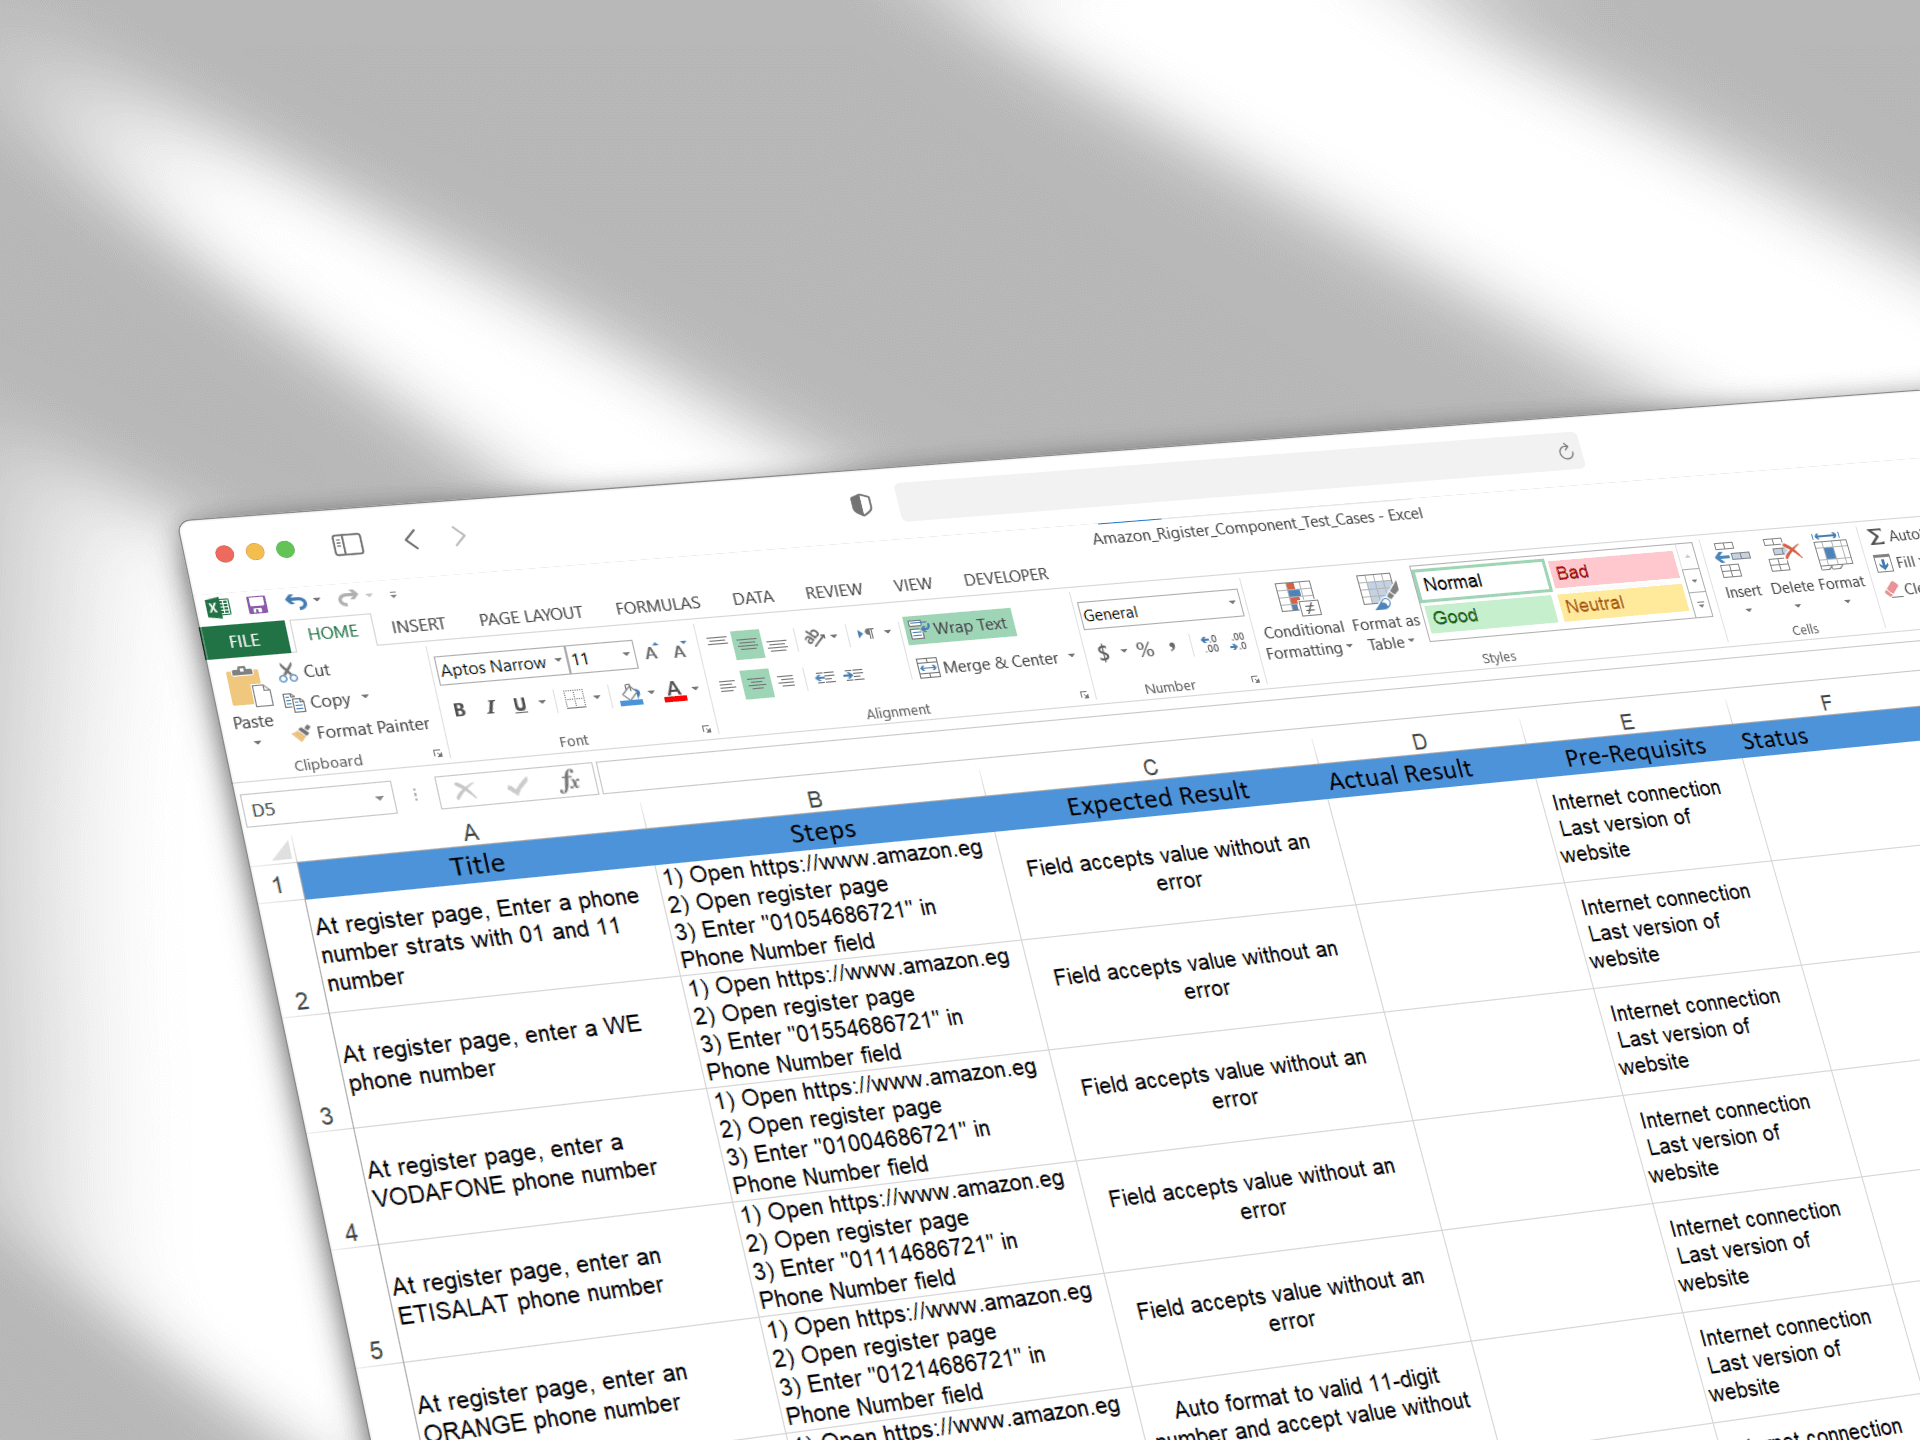 Amazon_Rigister_Component_Test_Cases - Excel
FILE
HOME
INSERT
PAGE LAYOUT
FORMULAS
DATA
REVIEW
VIEW
DEVELOPER
Paste
Cut
Copy
Format Painter
Clipboard
Aptos Narrow
11
A A
B I U
A
Font
Wrap Text
Merge & Center
Alignment
General
$ % ,
Number
Conditional
Formatting
Format as
Table
Normal
Bad
Good
Neutral
Styles
Insert
Delete
Format
Cells
Fill
D5
fx
A
B
C
D
E
F
1
Title
Steps
Expected Result
Actual Result
Pre-Requisits
Status
2
At register page, Enter a phone
number strats with 01 and 11
number
1) Open https://www.amazon.eg
2) Open register page
3) Enter "01054686721" in
Phone Number field
Field accepts value without an
error
Internet connection
Last version of
website
3
At register page, enter a WE
phone number
1) Open https://www.amazon.eg
2) Open register page
3) Enter "01554686721" in
Phone Number field
Field accepts value without an
error
Internet connection
Last version of
website
4
At register page, enter a
VODAFONE phone number
1) Open https://www.amazon.eg
2) Open register page
3) Enter "01004686721" in
Phone Number field
Field accepts value without an
error
Internet connection
Last version of
website
5
At register page, enter an
ETISALAT phone number
1) Open https://www.amazon.eg
2) Open register page
3) Enter "01114686721" in
Phone Number field
Field accepts value without an
error
Internet connection
Last version of
website
At register page, enter an
ORANGE phone number
1) Open https://www.amazon.eg
2) Open register page
3) Enter "01214686721" in
Phone Number field
Field accepts value without an
error
Internet connection
Last version of
website
1) Open https://www.amazon.eg
Auto format to valid 11-digit
number and accept value without
Internet connection
Last version of
website
connection